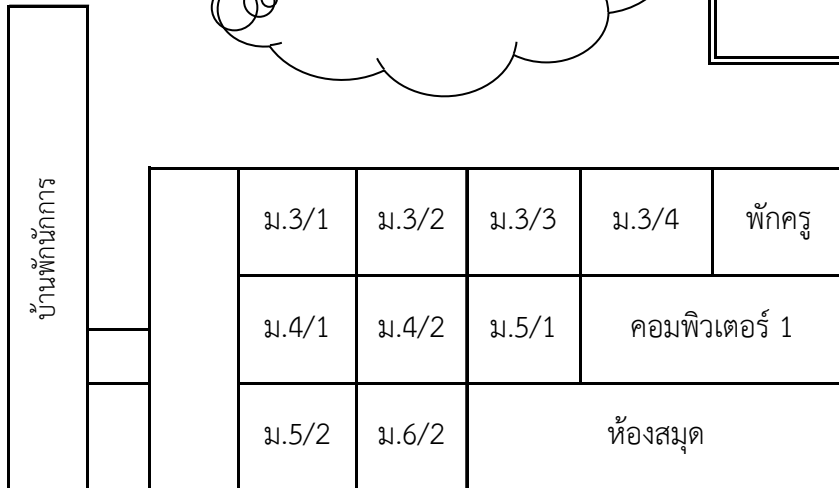 บ้านพักนักการ
ม.3/1 ม.3/2 ม.3/3 ม.3/4 พักครู
ม.4/1 ม.4/2 ม.5/1 คอมพิวเตอร์ 1
ม.5/2 ม.6/2 ห้องสมุด